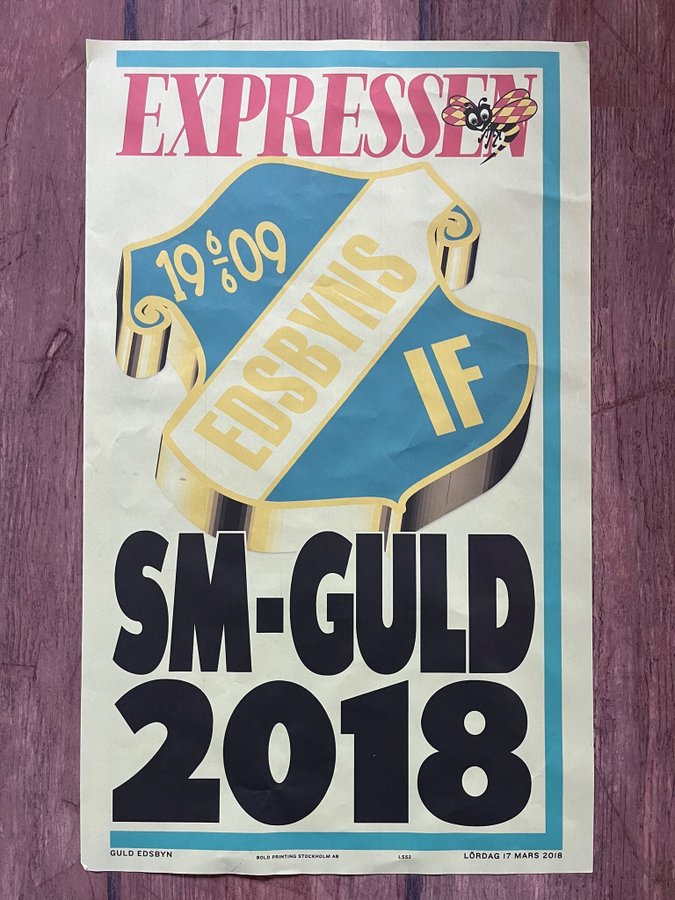 EXPRESSEN
19 6/6 09
EDSBYNS
IF
SM-GULD
2018
GULD EDSBYN BOLD PRINTING STOCKHOLM AB LSS2 LÖRDAG 17 MARS 2018